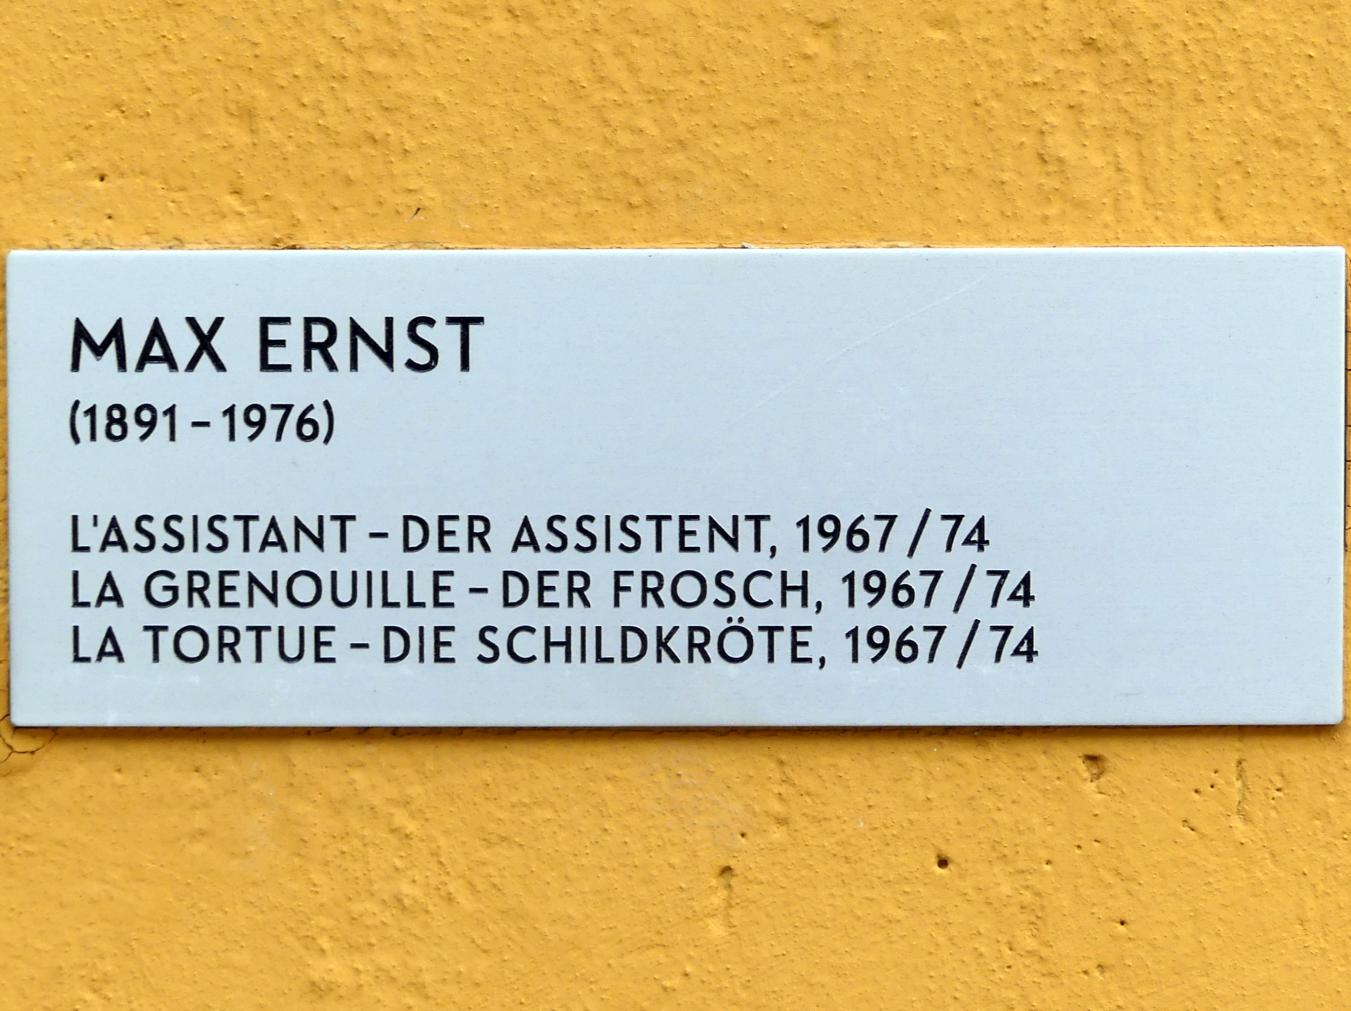 MAX ERNST
(1891 – 1976)
L'ASSISTANT – DER ASSISTENT, 1967 / 74
LA GRENOUILLE – DER FROSCH, 1967 / 74
LA TORTUE – DIE SCHILDKRÖTE, 1967 / 74